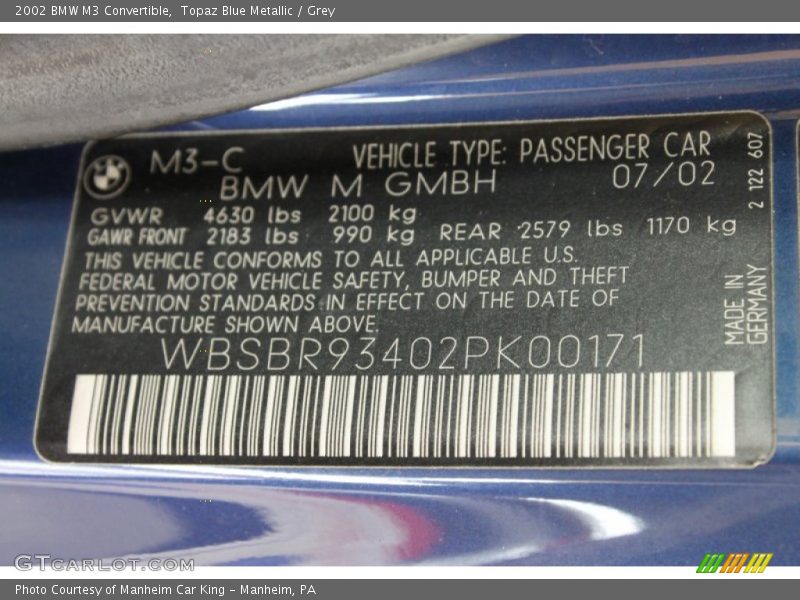 2002 BMW M3 Convertible,  Topaz Blue Metallic / Grey
M3-C
VEHICLE TYPE: PASSENGER CAR
BMW M GMBH
07/02
GVWR 4630 lbs 2100 kg
GAWR FRONT 2183 lbs 990 kg REAR 2579 lbs 1170 kg
THIS VEHICLE CONFORMS TO ALL APPLICABLE U.S.
FEDERAL MOTOR VEHICLE SAFETY, BUMPER AND THEFT
PREVENTION STANDARDS IN EFFECT ON THE DATE OF
MANUFACTURE SHOWN ABOVE.
WBSBR93402PK00171
2 122 607
MADE IN
GERMANY
GTcarlot.com
Photo Courtesy of Manheim Car King - Manheim, PA